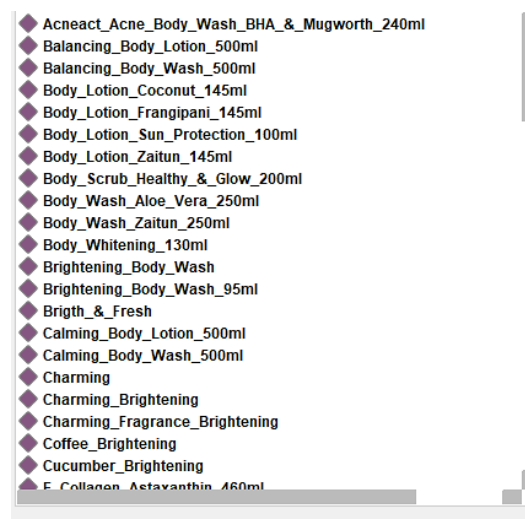 Acneact_Acne_Body_Wash_BHA_&_Mugworth_240ml
Balancing_Body_Lotion_500ml
Balancing_Body_Wash_500ml
Body_Lotion_Coconut_145ml
Body_Lotion_Frangipani_145ml
Body_Lotion_Sun_Protection_100ml
Body_Lotion_Zaitun_145ml
Body_Scrub_Healthy_&_Glow_200ml
Body_Wash_Aloe_Vera_250ml
Body_Wash_Zaitun_250ml
Body_Whitening_130ml
Brightening_Body_Wash
Brightening_Body_Wash_95ml
Brigth_&_Fresh
Calming_Body_Lotion_500ml
Calming_Body_Wash_500ml
Charming
Charming_Brightening
Charming_Fragrance_Brightening
Coffee_Brightening
Cucumber_Brightening
E_Collagen_Astaxanthin_460ml